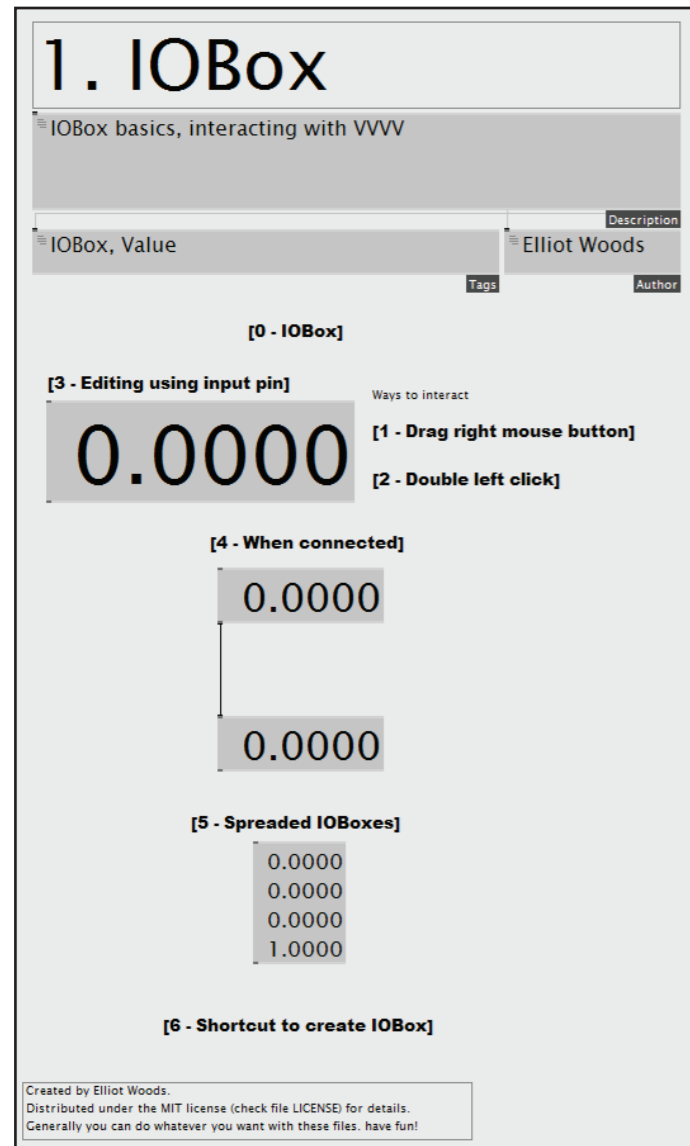 1. IOBox
IOBox basics, interacting with VVVV
Description
IOBox, Value
Elliot Woods
Tags
Author
[0 - IOBox]
[3 - Editing using input pin]
Ways to interact
0.0000
[1 - Drag right mouse button]
[2 - Double left click]
[4 - When connected]
0.0000
0.0000
[5 - Spreaded IOBoxes]
0.0000
0.0000
0.0000
1.0000
[6 - Shortcut to create IOBox]
Created by Elliot Woods.
Distributed under the MIT license (check file LICENSE) for details.
Generally you can do whatever you want with these files. have fun!